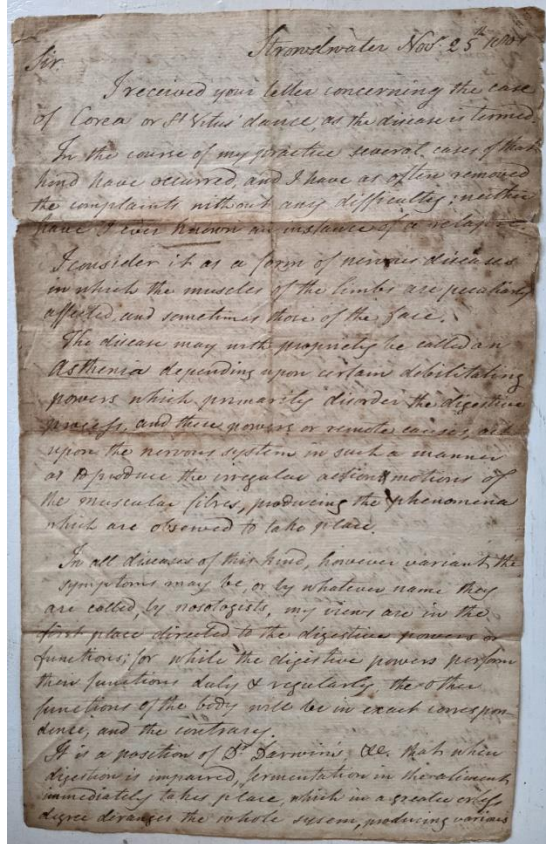 Strowdwater Nov. 25th
Sir.
I received your letter concerning the case
of Corea or St. Vitus' dance, as the disease is termed.
In the course of my practice several cases of that
kind have occurred, and I have as often removed
the complaints without any difficulty; neither
have I ever known an instance of a relapse.
I consider it as a form of nervous diseases
in which the muscles of the limbs are peculiarly
affected, and sometimes those of the face.
The disease may with propriety be called an
Asthenia depending upon certain debilitating
powers which primarily disorder the digestive
process, and these powers or remote causes, act
upon the nervous system in such a manner
as to produce the irregular action & motions of
the muscular fibres, producing the phenomena
which are observed to take place.
In all diseases of this kind, however variant the
symptoms may be, or by whatever name they
are called, by nosologists, my views are in the
first place directed to the digestive powers or
functions; for while the digestive powers perform
their functions duly & regularly, the other
functions of the body will be in exact correspon-
dence, and the contrary.
It is a position of Dr. Darwin's, &c. that when
digestion is impaired, fermentation in the aliment
immediately takes place, which in a greater or less
degree deranges the whole system, producing various